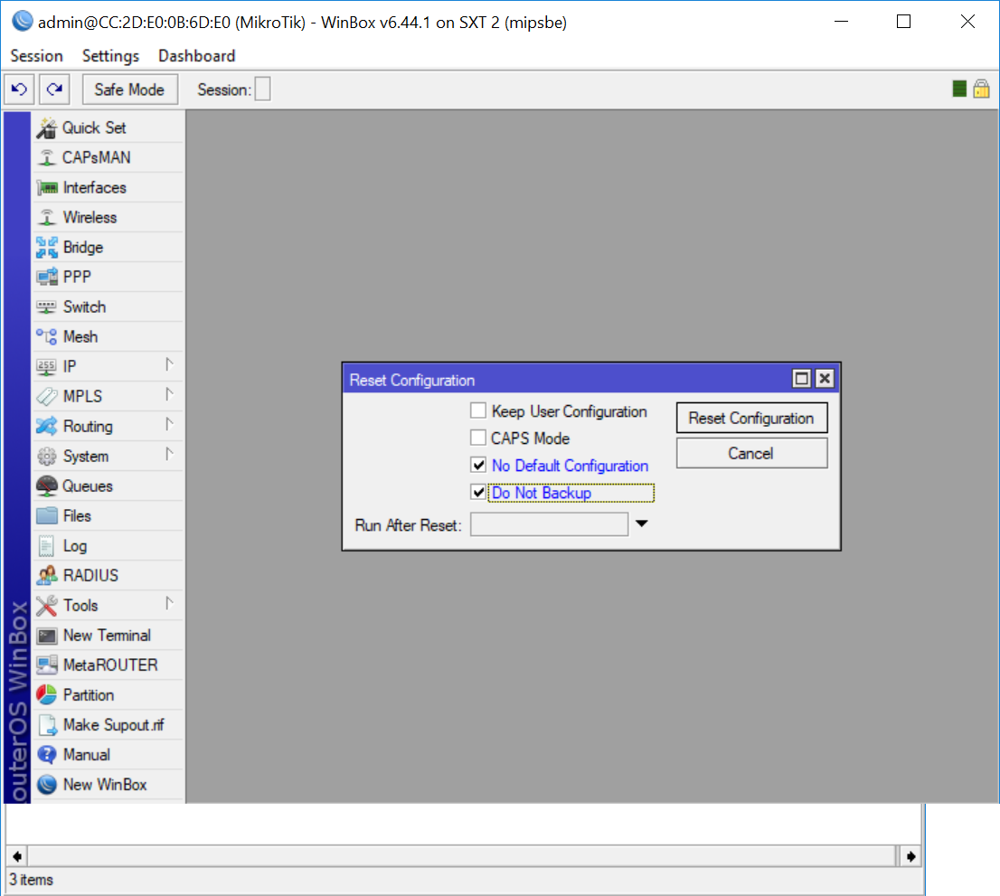 admin@CC:2D:E0:0B:6D:E0 (MikroTik) - WinBox v6.44.1 on SXT 2 (mipsbe)
Session Settings Dashboard
Safe Mode Session:
Quick Set
CAPsMAN
Interfaces
Wireless
Bridge
PPP
Switch
Mesh
IP
MPLS
Routing
System
Queues
Files
Log
RADIUS
Tools
New Terminal
MetaROUTER
Partition
Make Supout.rif
Manual
New WinBox
outerOS WinBox
Reset Configuration
Keep User Configuration
CAPS Mode
No Default Configuration
Do Not Backup
Run After Reset:
Reset Configuration
Cancel
3 items